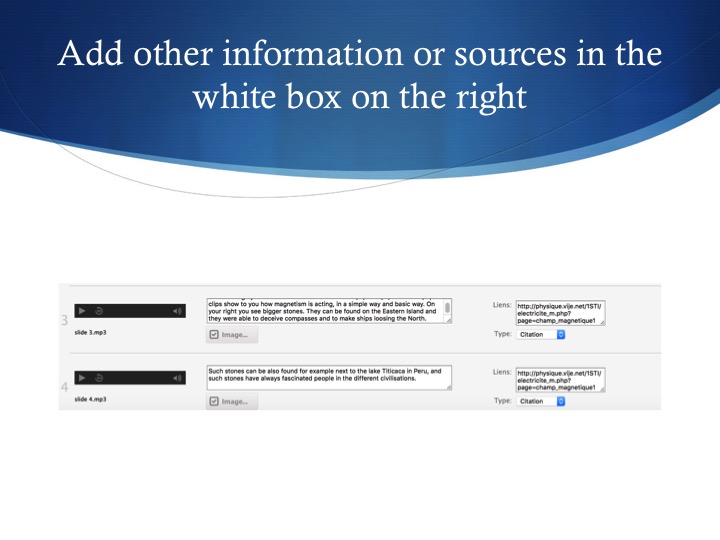 Add other information or sources in the
white box on the right
clips show to you how magnetism is acting, in a simple way and basic way. On
your right you see bigger stones. They can be found on the Eastern Island and
they were able to deceive compasses and to make ships loosing the North.
Liens:
http://physique.vije.net/1STI/
electricite_m.php?
page=champ_magnetique1
3
slide 3.mp3
Image...
Type:
Citation
Such stones can be also found for example next to the lake Titicaca in Peru, and
such stones have always fascinated people in the different civilisations.
Liens:
http://physique.vije.net/1STI/
electricite_m.php?
page=champ_magnetique1
4
slide 4.mp3
Image...
Type:
Citation